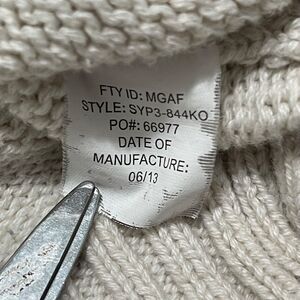 FTY ID: MGAF
STYLE: SYP3-844KO
PO#: 66977
DATE OF
MANUFACTURE:
06/13